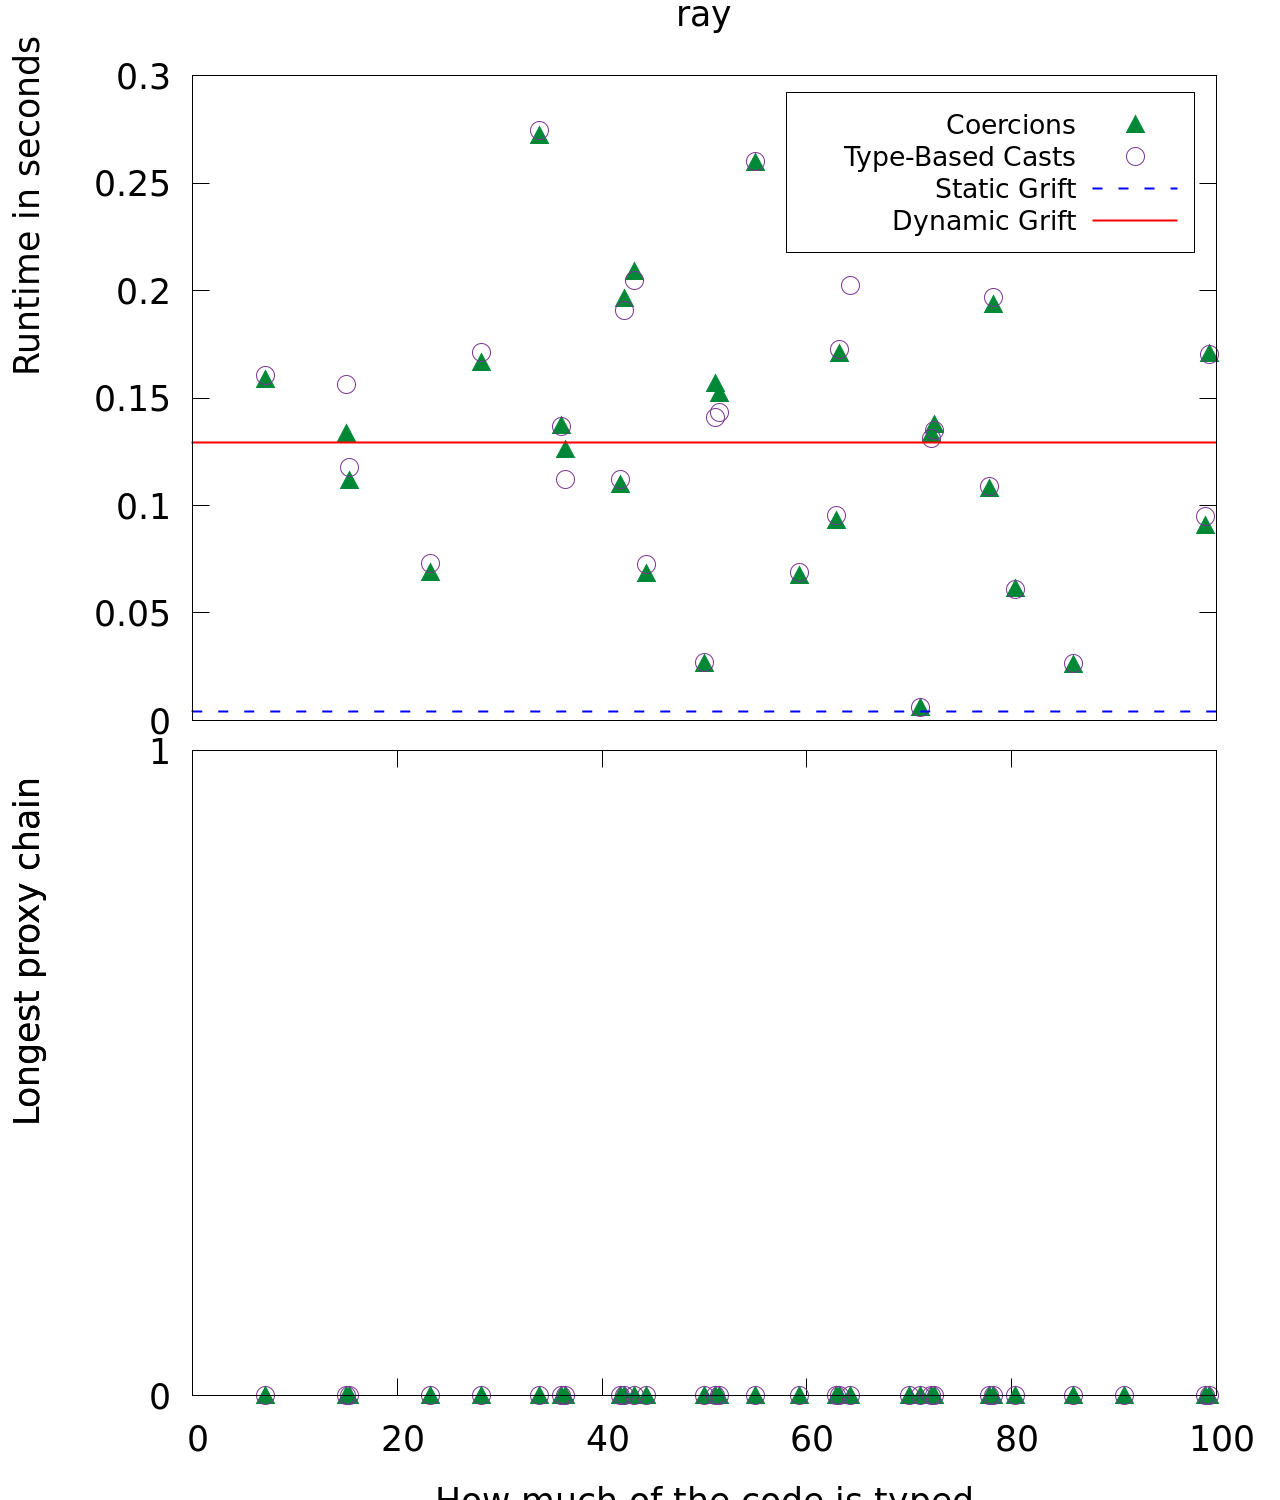 ray
Runtime in seconds
0.3
0.25
0.2
0.15
0.1
0.05
0
Coercions
Type-Based Casts
Static Grift
Dynamic Grift
Longest proxy chain
1
0
0 20 40 60 80 100
How much of the code is typed